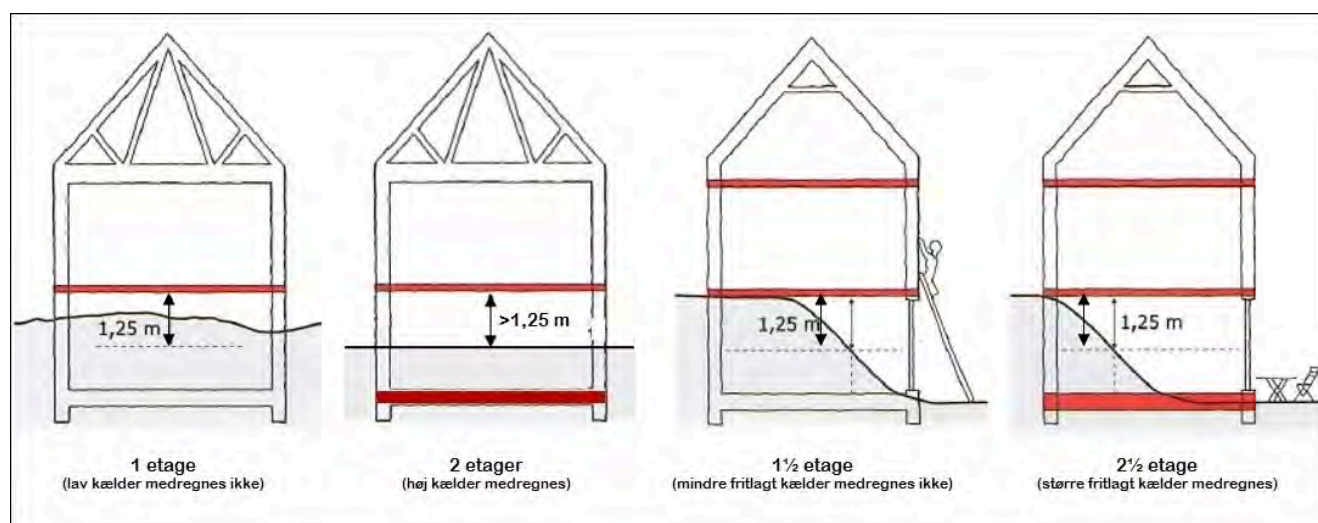 1,25 m
>1,25 m
1,25 m
1,25 m
1 etage
(lav kælder medregnes ikke)
2 etager
(høj kælder medregnes)
1½ etage
(mindre fritlagt kælder medregnes ikke)
2½ etage
(større fritlagt kælder medregnes)